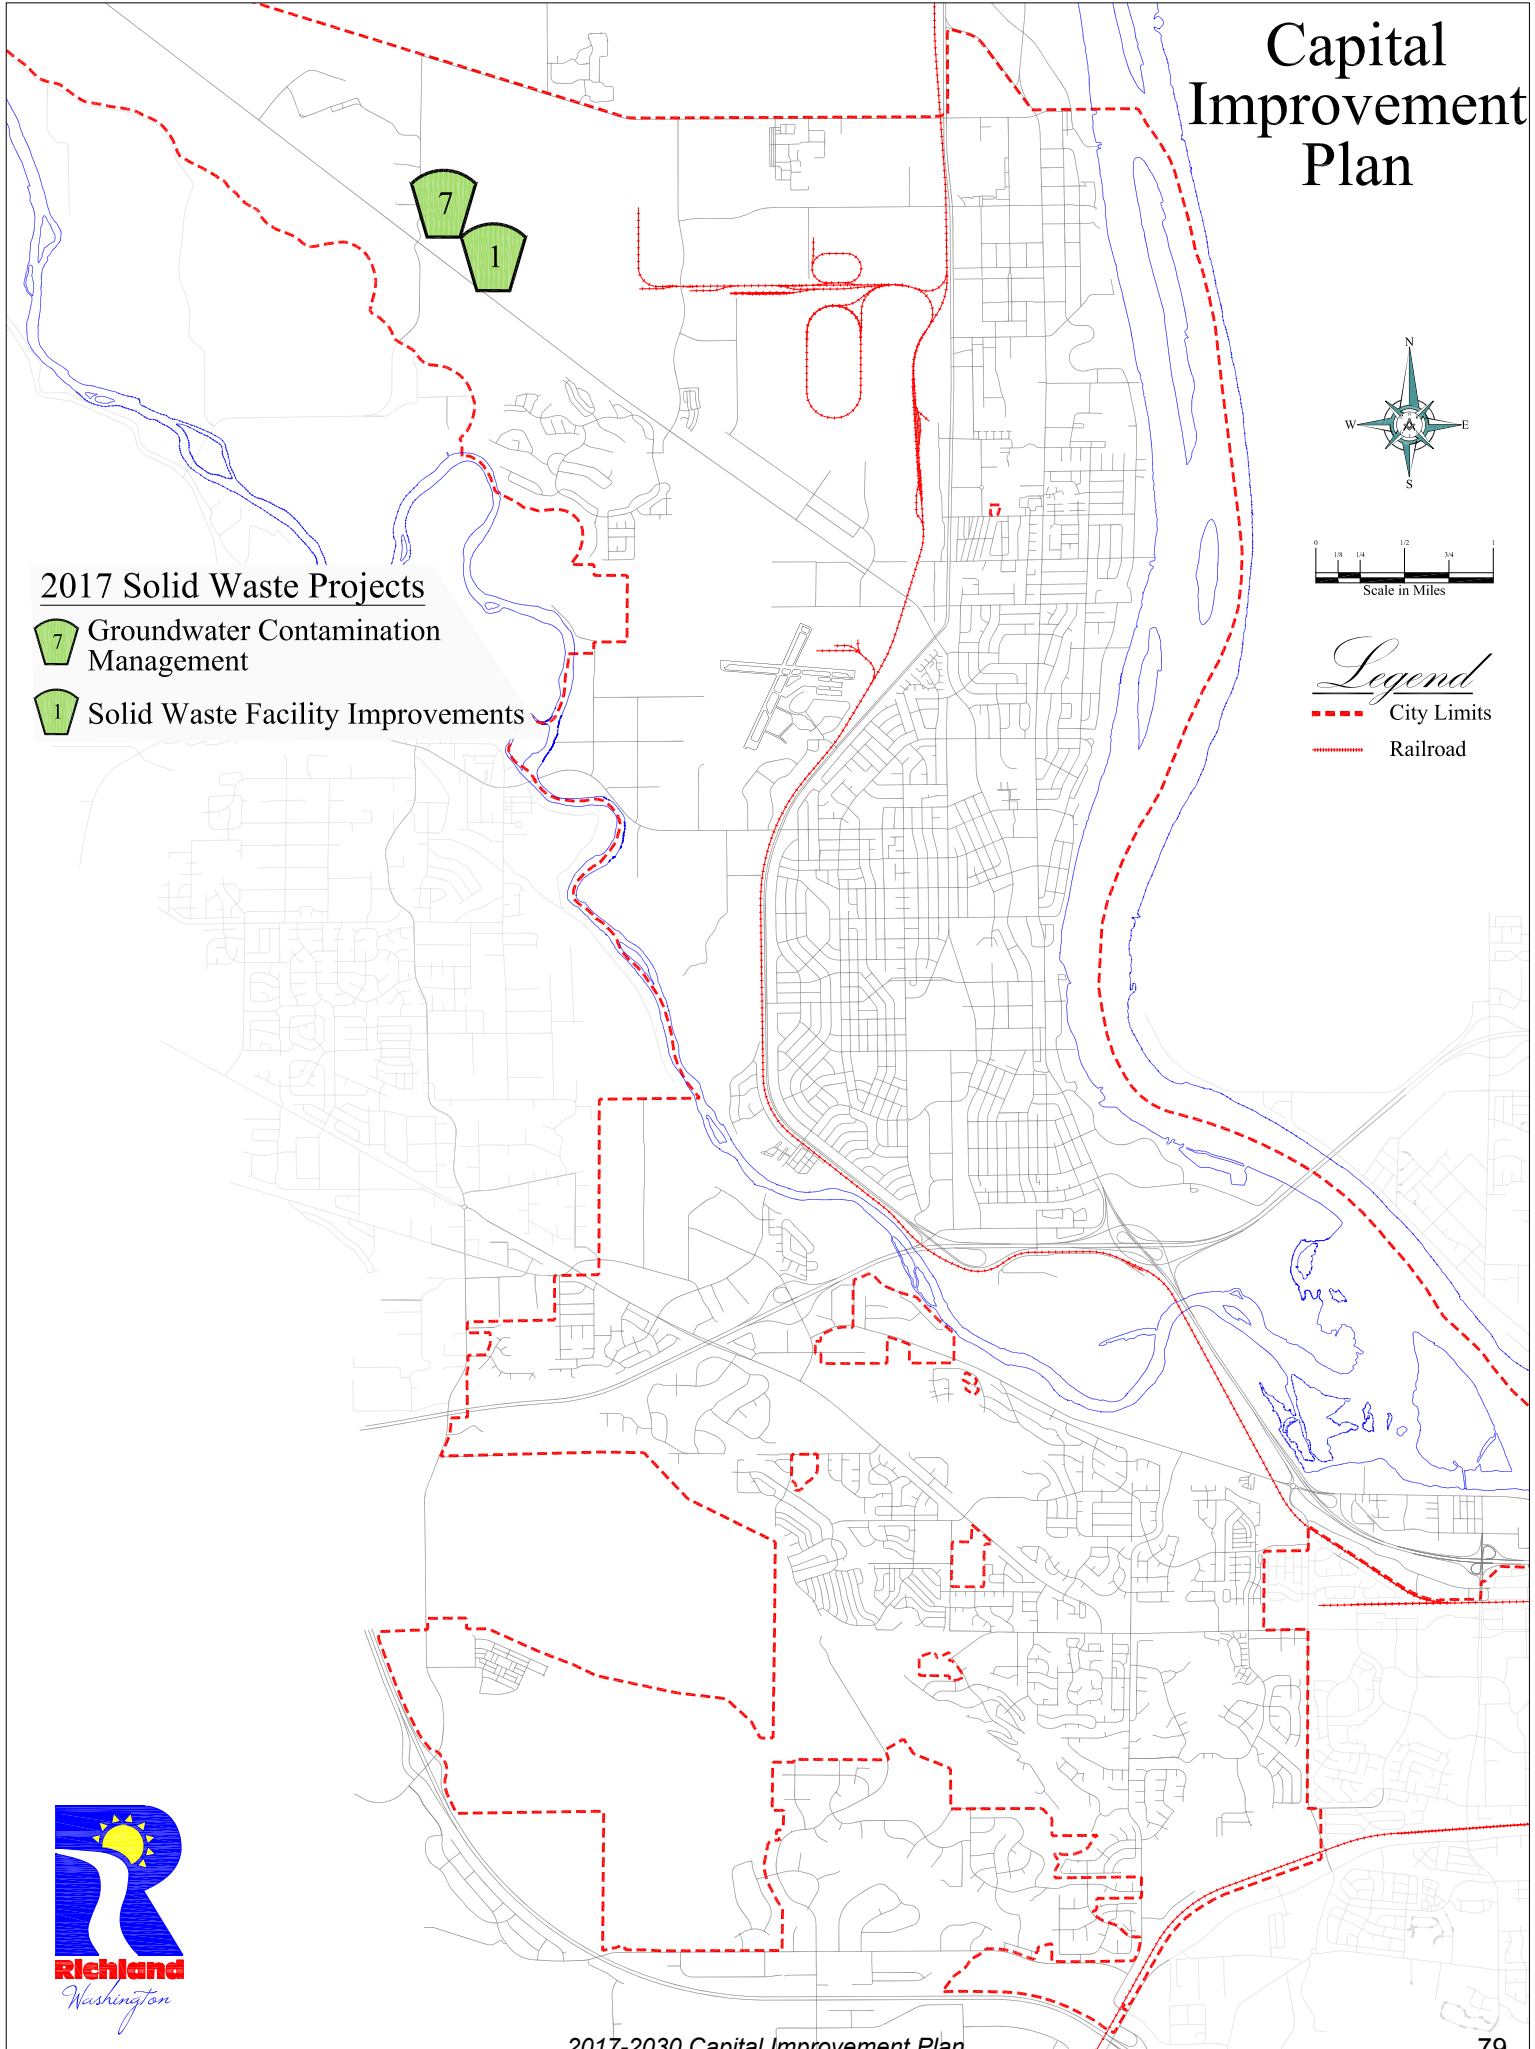 Capital
Improvement
Plan
7
1
N
W
E
S
0
1/8
1/4
1/2
3/4
1
Scale in Miles
2017 Solid Waste Projects
7
Groundwater Contamination
Management
1
Solid Waste Facility Improvements
Legend
City Limits
Railroad
Richland
Washington
2017-2030 Capital Improvement Plan
79